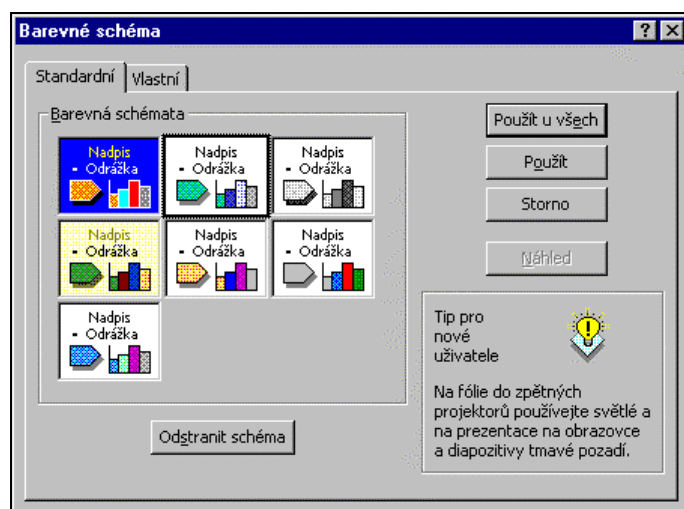 Barevné schéma
Standardní
Vlastní
Barevná schémata
Nadpis
- Odrážka
Nadpis
- Odrážka
Nadpis
- Odrážka
Nadpis
- Odrážka
Nadpis
- Odrážka
Nadpis
- Odrážka
Nadpis
- Odrážka
Odstranit schéma
Použít u všech
Použít
Storno
Náhled
Tip pro
nové
uživatele
Na fólie do zpětných
projektorů používejte světlé a
na prezentace na obrazovce
a diapozitivy tmavé pozadí.